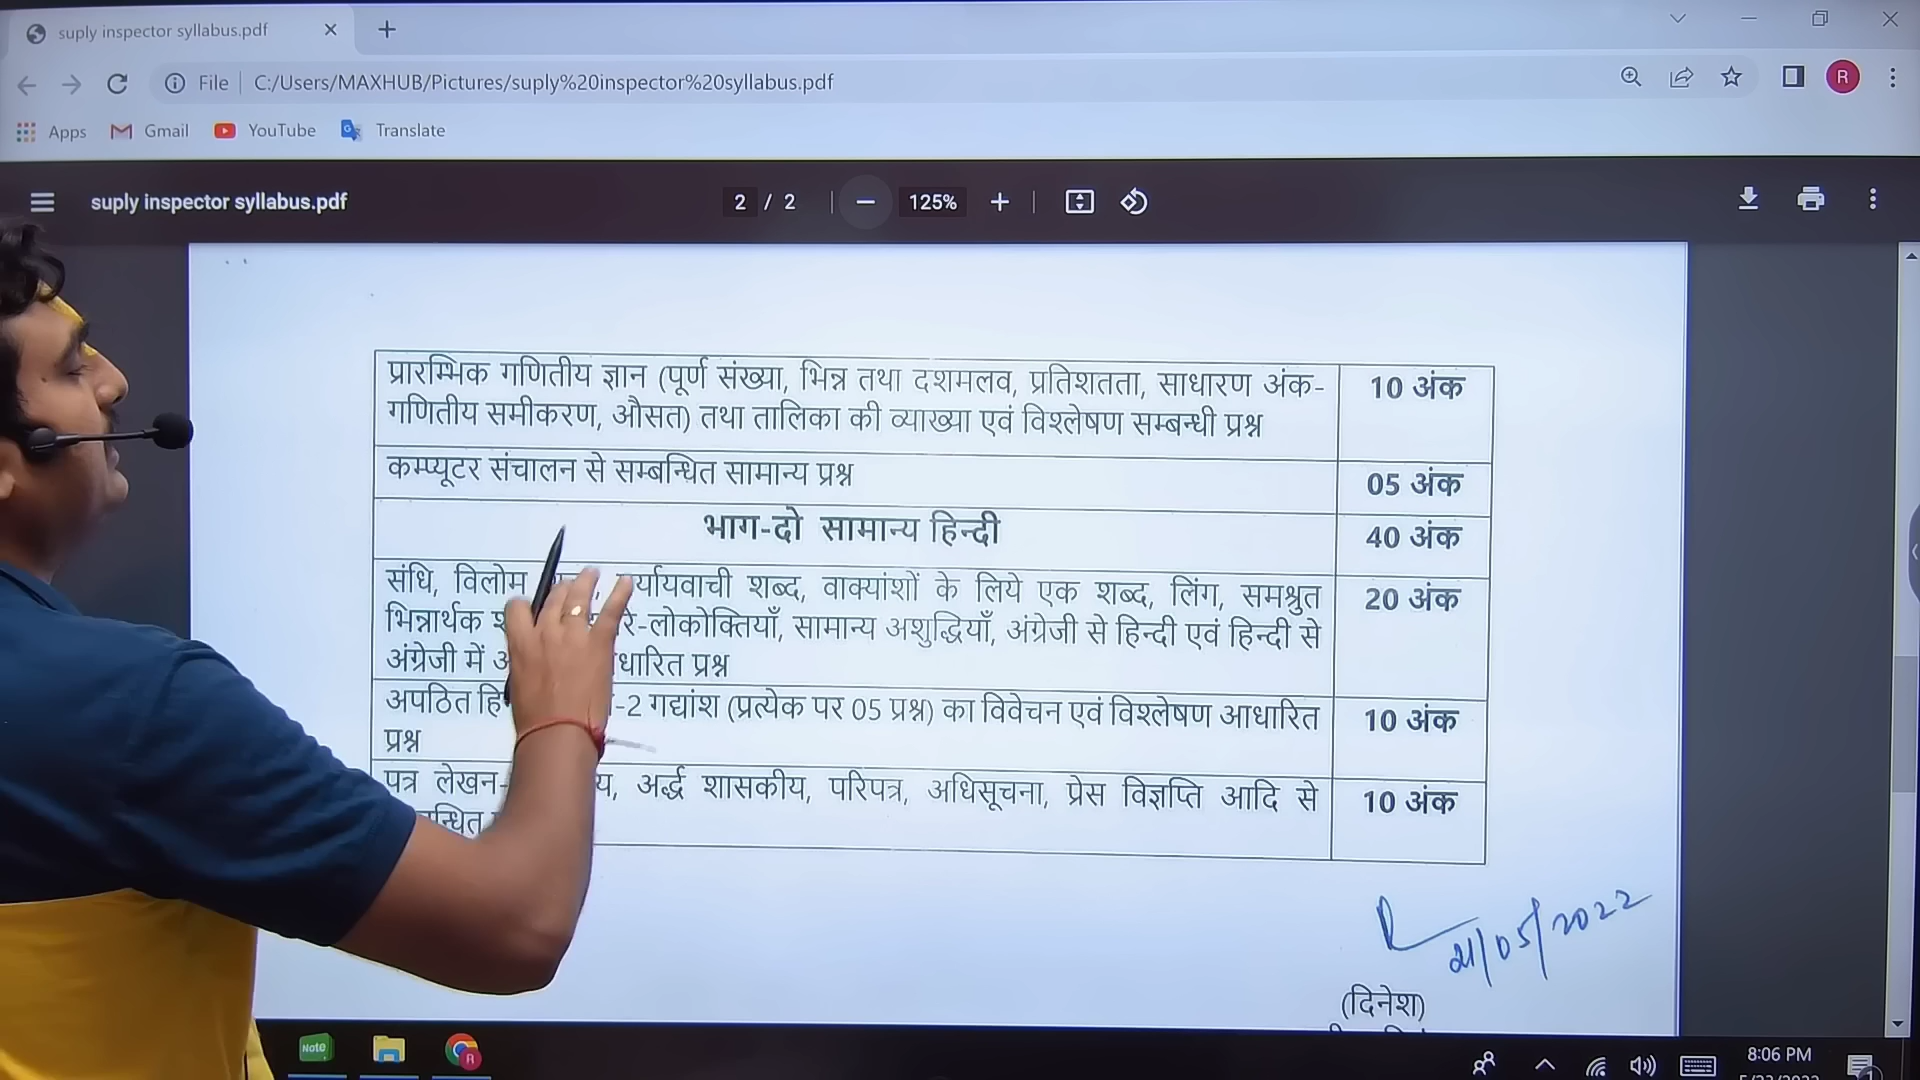 suply inspector syllabus.pdf
File C:/Users/MAXHUB/Pictures/suply%20inspector%20syllabus.pdf
R
Apps Gmail YouTube Translate
suply inspector syllabus.pdf 2 / 2 125%
प्रारम्भिक गणितीय ज्ञान (पूर्ण संख्या, भिन्न तथा दशमलव, प्रतिशतता, साधारण अंक-
गणितीय समीकरण, औसत) तथा तालिका की व्याख्या एवं विश्लेषण सम्बन्धी प्रश्न
10 अंक
कम्प्यूटर संचालन से सम्बन्धित सामान्य प्रश्न
05 अंक
भाग-दो सामान्य हिन्दी
40 अंक
संधि, विलोम पर्यायवाची शब्द, वाक्यांशों के लिये एक शब्द, लिंग, समश्रुत
भिन्नार्थक रे-लोकोक्तियाँ, सामान्य अशुद्धियाँ, अंग्रेजी से हिन्दी एवं हिन्दी से
अंग्रेजी में धारित प्रश्न
20 अंक
अपठित -2 गद्यांश (प्रत्येक पर 05 प्रश्न) का विवेचन एवं विश्लेषण आधारित
प्रश्न
10 अंक
पत्र लेखन- अर्द्ध शासकीय, परिपत्र, अधिसूचना, प्रेस विज्ञप्ति आदि से
10 अंक
21/05/2022
(दिनेश)
Note
R
8:06 PM